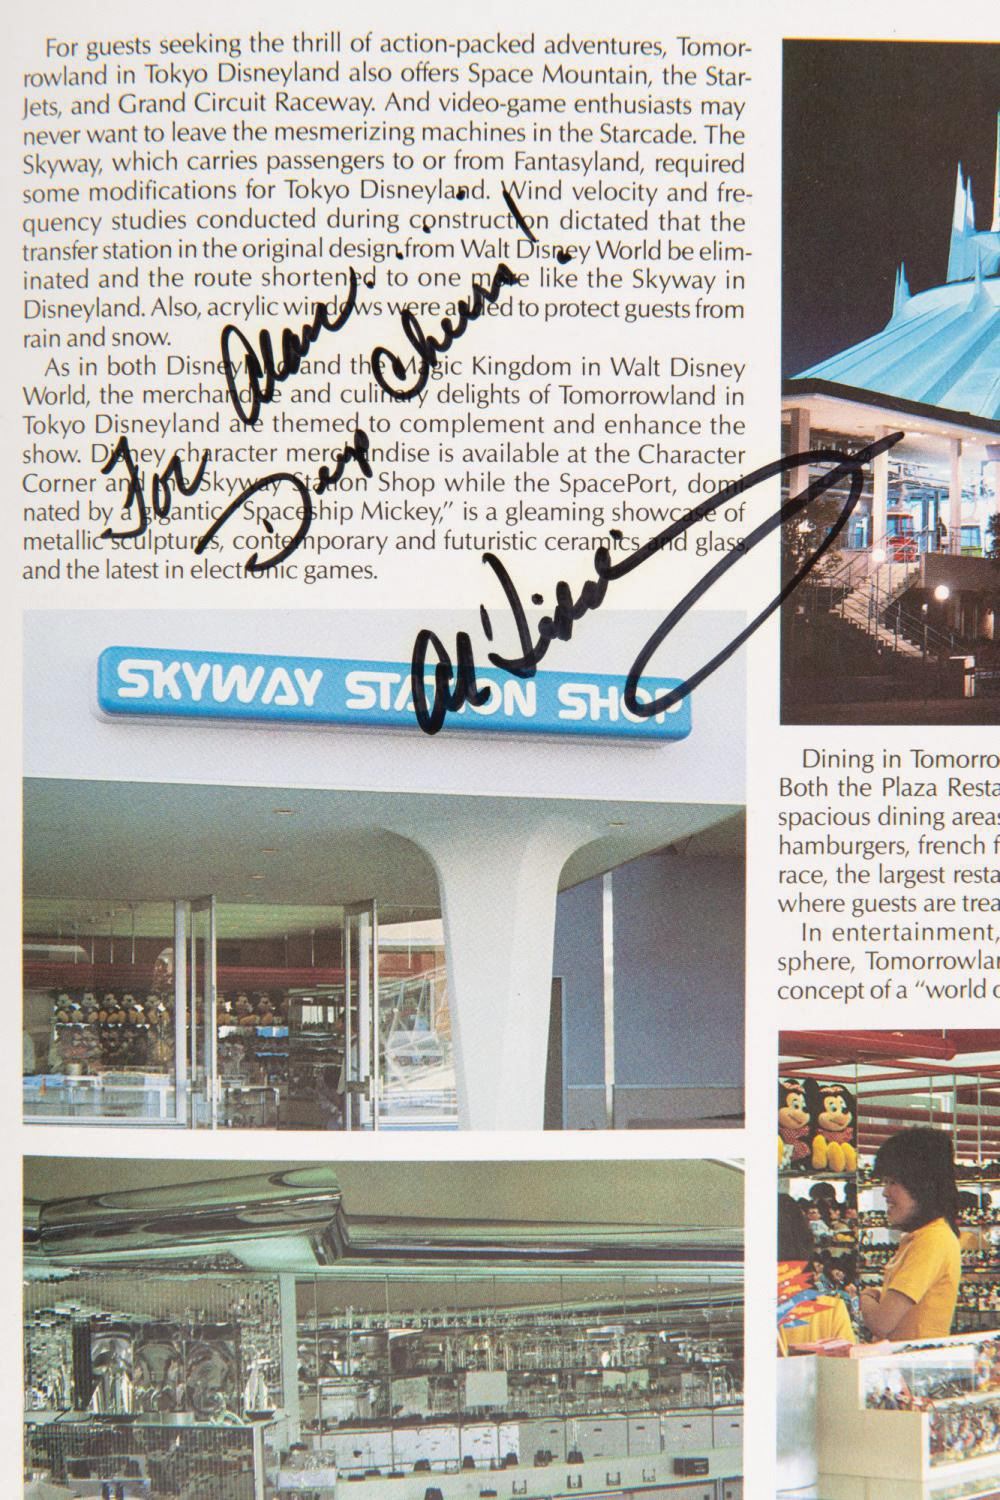 For guests seeking the thrill of action-packed adventures, Tomor-
rowland in Tokyo Disneyland also offers Space Mountain, the Star-
Jets, and Grand Circuit Raceway. And video-game enthusiasts may
never want to leave the mesmerizing machines in the Starcade. The
Skyway, which carries passengers to or from Fantasyland, required
some modifications for Tokyo Disneyland. Wind velocity and fre-
quency studies conducted during construction dictated that the
transfer station in the original design from Walt Disney World be elim-
inated and the route shortened to one more like the Skyway in
Disneyland. Also, acrylic windows were added to protect guests from
rain and snow.
As in both Disneyland and the Magic Kingdom in Walt Disney
World, the merchandise and culinary delights of Tomorrowland in
Tokyo Disneyland are themed to complement and enhance the
show. Disney character merchandise is available at the Character
Corner and the Skyway Station Shop while the SpacePort, domi-
nated by a gigantic "Spaceship Mickey," is a gleaming showcase of
metallic sculptures, contemporary and futuristic ceramics and glass,
and the latest in electronic games.
For Alan.
Cheers!
SKYWAY STATION SHOP
Dining in Tomorro
Both the Plaza Resta
spacious dining areas
hamburgers, french f
race, the largest resta
where guests are trea
In entertainment,
sphere, Tomorrowlan
concept of a "world o